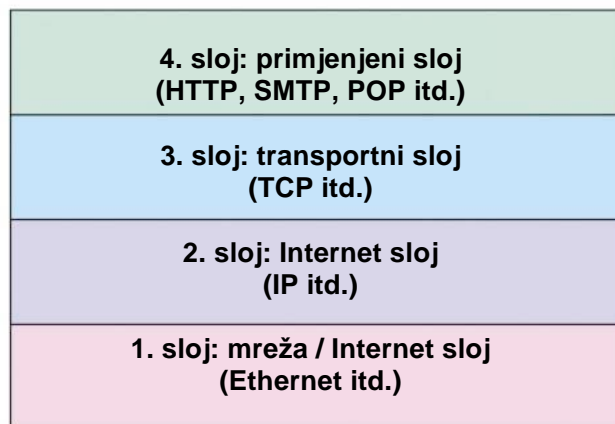 4. sloj: primjenjeni sloj
(HTTP, SMTP, POP itd.)
3. sloj: transportni sloj
(TCP itd.)
2. sloj: Internet sloj
(IP itd.)
1. sloj: mreža / Internet sloj
(Ethernet itd.)